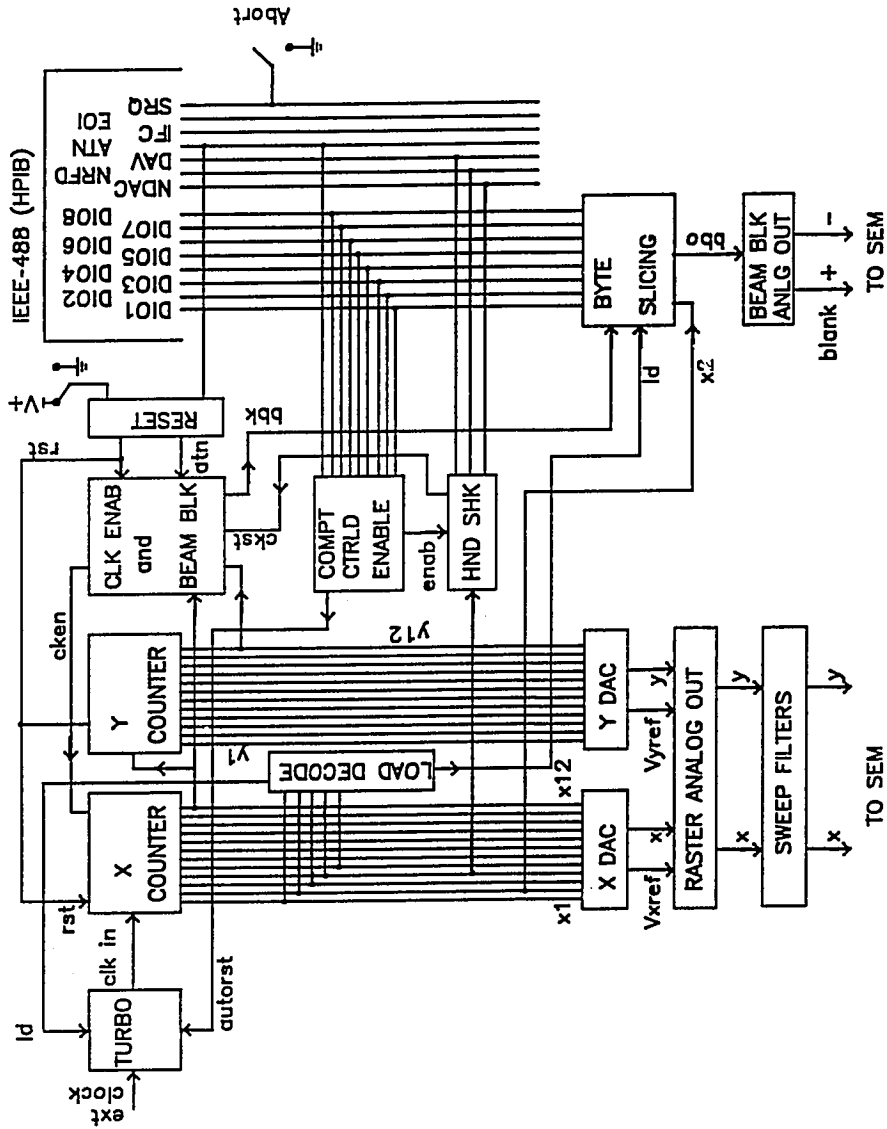 Abort
IEEE-488 (HPIB)
SRQ
EOI
IFC
ATN
DAV
NRFD
NDAC
DIO8
DIO7
DIO6
DIO5
DIO4
DIO3
DIO2
DIO1
V+
RESET
rst
atn
CLK ENAB
and
BEAM BLK
bbk
ckst
cken
COMPT
CTRLD
ENABLE
enab
HND SHK
BYTE
SLICING
ld
x2
bbo
BEAM BLK
ANLG OUT
blank
+
-
TO SEM
Y
COUNTER
y1
y12
LOAD DECODE
x12
Y DAC
Vyref
y
X
COUNTER
rst
x1
X DAC
Vxref
x
RASTER ANALOG OUT
x
y
SWEEP FILTERS
x
y
TO SEM
ld
TURBO
clk in
autorst
ext
clock